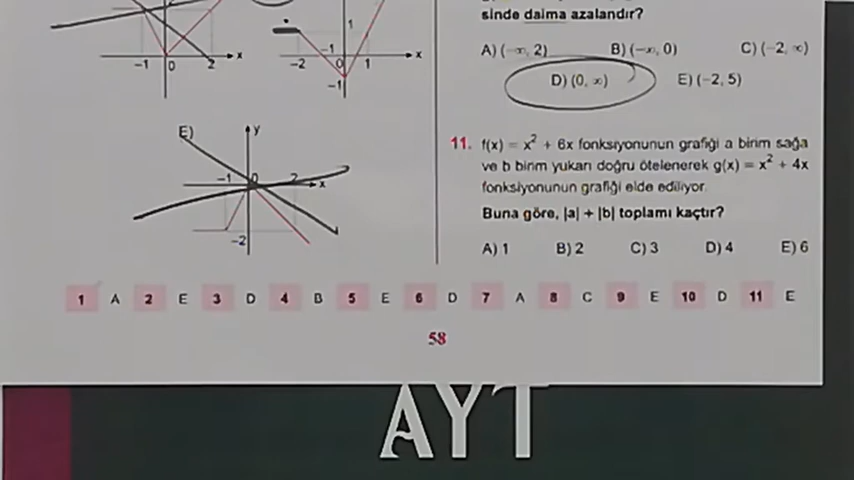 2
-1
0
2
x
1
-2
-1
0
1
x
-1
E)
y
-1
0
2
x
-2
sinde daima azalandır?
A) (-∞, 2)
B) (-∞, 0)
C) (-2, ∞)
D) (0, ∞)
E) (-2, 5)
11. f(x) = x² + 6x fonksiyonunun grafiği a birim sağa
ve b birim yukarı doğru ötelenerek g(x) = x² + 4x
fonksiyonunun grafiği elde ediliyor.
Buna göre, |a| + |b| toplamı kaçtır?
A) 1 B) 2 C) 3 D) 4 E) 6
1 A 2 E 3 D 4 B 5 E 6 D 7 A 8 C 9 E 10 D 11 E
58
AYT